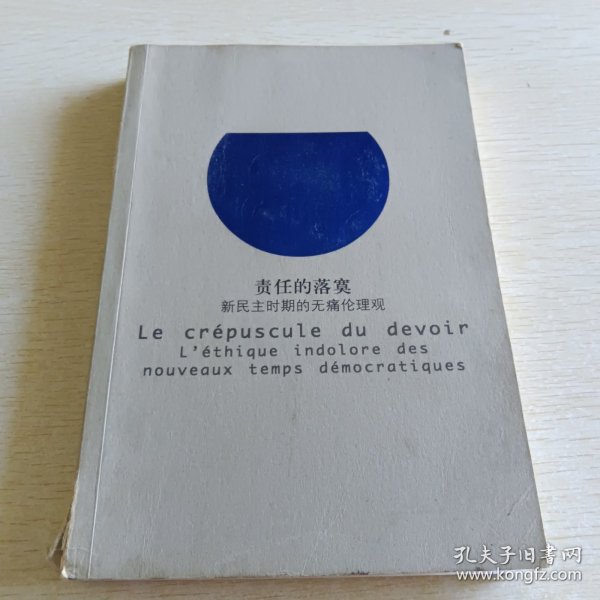 责任的落寞
新民主时期的无痛伦理观
Le crépuscule du devoir
L'éthique indolore des
nouveaux temps démocratiques
孔夫子旧书网
www.kongfz.com